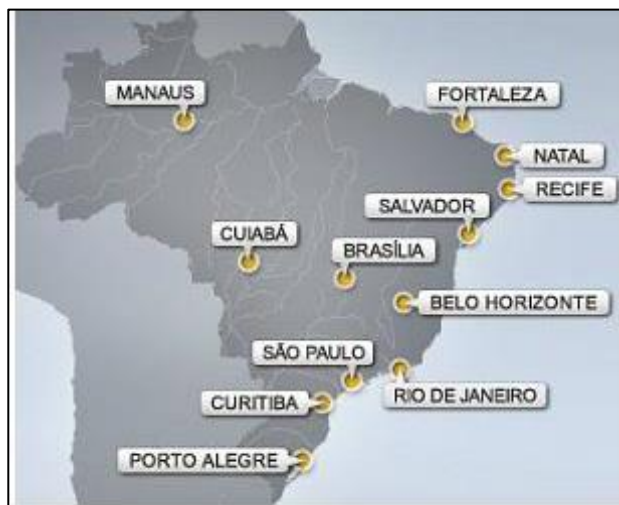 MANAUS
FORTALEZA
NATAL
RECIFE
SALVADOR
CUIABÁ
BRASÍLIA
BELO HORIZONTE
SÃO PAULO
RIO DE JANEIRO
CURITIBA
PORTO ALEGRE